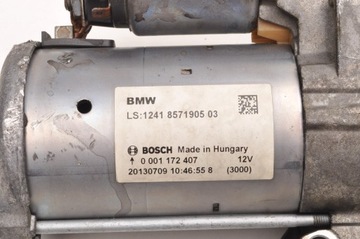 BMW
LS:1241 8571905 03
BOSCH Made in Hungary
↑ 0 001 172 407 12V
20130709 10:46:55 8 (3000)